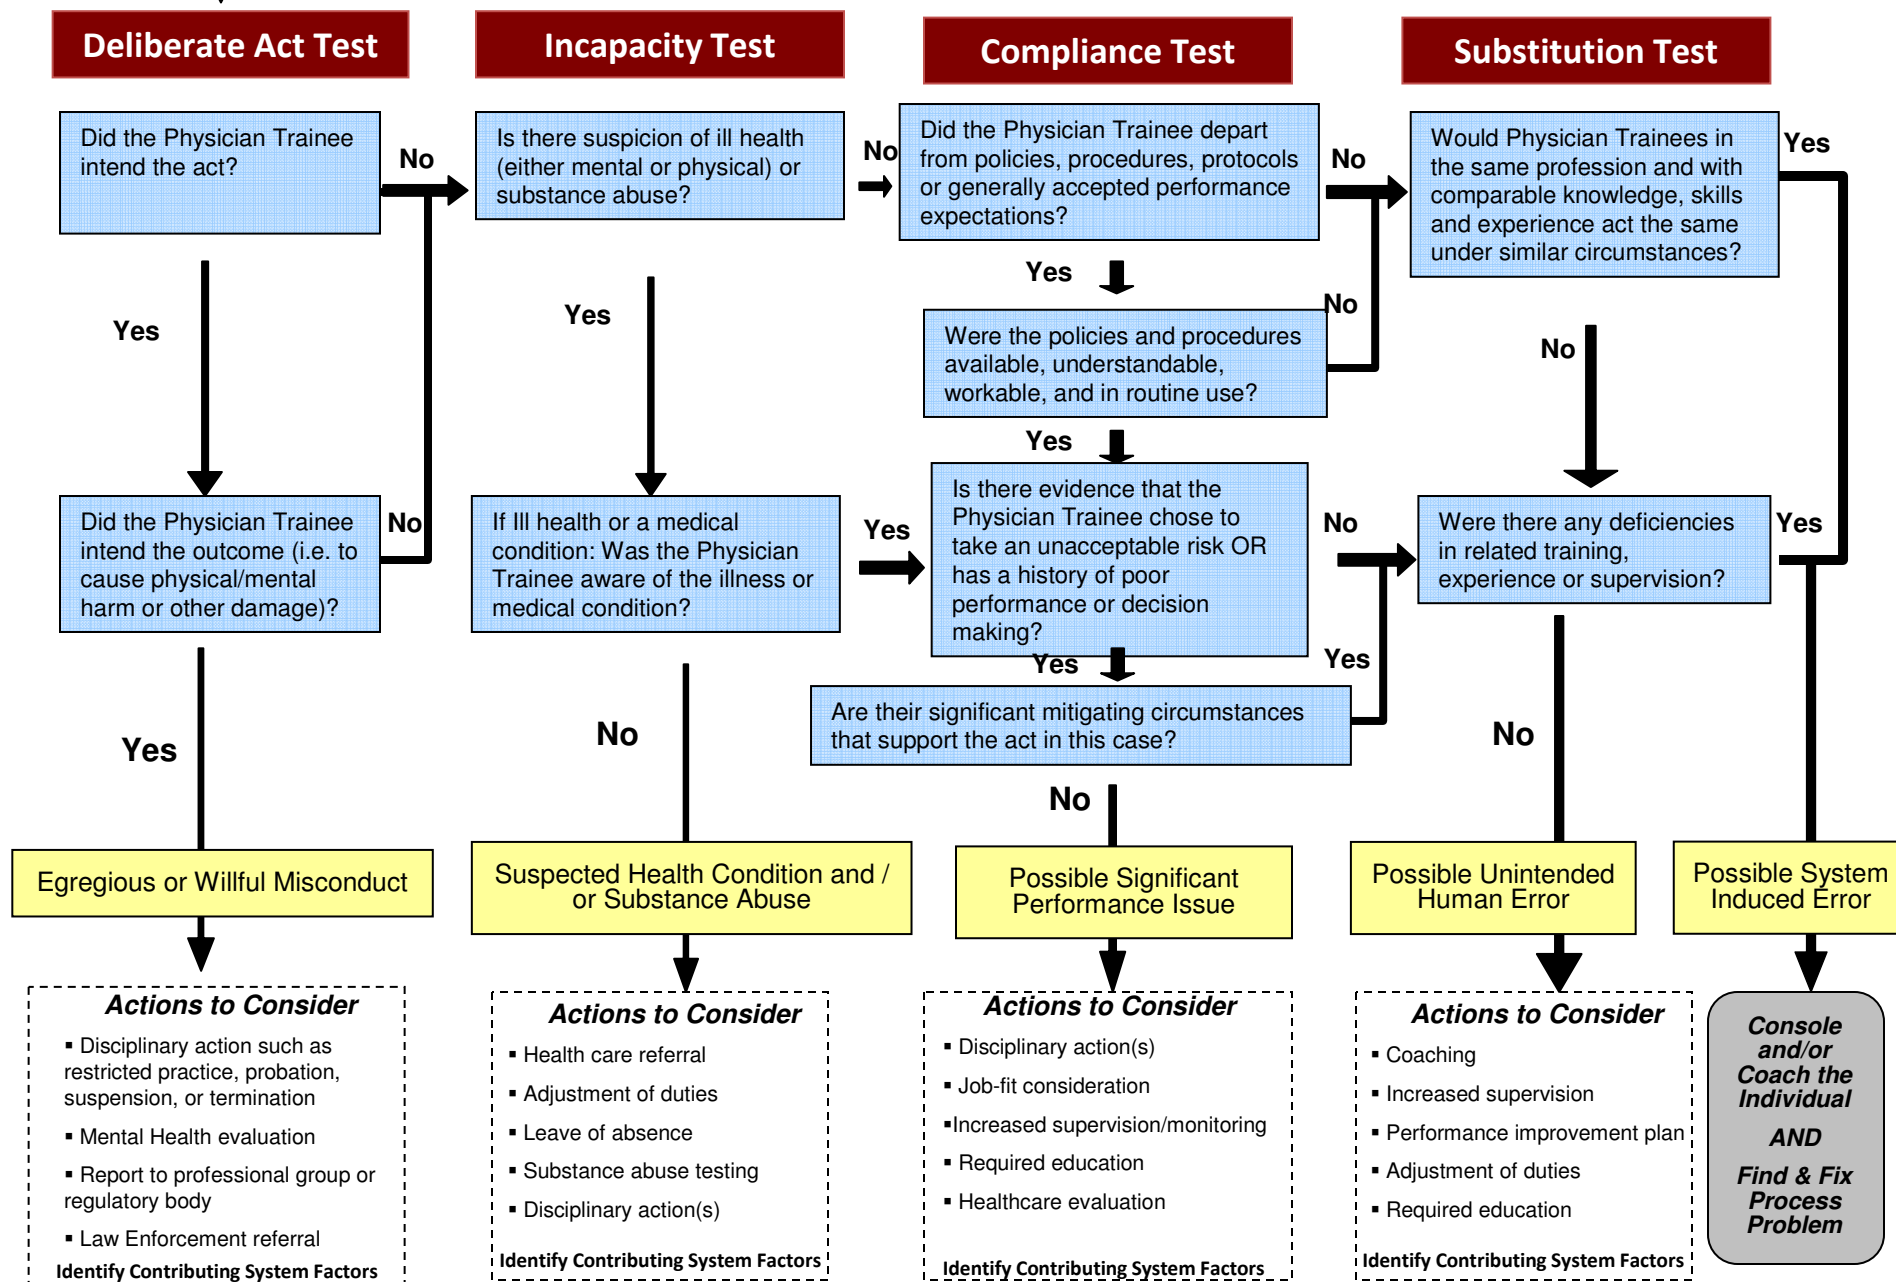 Deliberate Act Test
Incapacity Test
Compliance Test
Substitution Test
Did the Physician Trainee
intend the act?
No
Is there suspicion of ill health
(either mental or physical) or
substance abuse?
No
Did the Physician Trainee depart
from policies, procedures, protocols
or generally accepted performance
expectations?
No
Would Physician Trainees in
the same profession and with
comparable knowledge, skills
and experience act the same
under similar circumstances?
Yes
Yes
Yes
Yes
Were the policies and procedures
available, understandable,
workable, and in routine use?
No
No
Yes
Did the Physician Trainee
intend the outcome (i.e. to
cause physical/mental
harm or other damage)?
No
If Ill health or a medical
condition: Was the Physician
Trainee aware of the illness or
medical condition?
Yes
Is there evidence that the
Physician Trainee chose to
take an unacceptable risk OR
has a history of poor
performance or decision
making?
No
Were there any deficiencies
in related training,
experience or supervision?
Yes
Yes
Yes
Are their significant mitigating circumstances
that support the act in this case?
Yes
No
No
No
Egregious or Willful Misconduct
Suspected Health Condition and /
or Substance Abuse
Possible Significant
Performance Issue
Possible Unintended
Human Error
Possible System
Induced Error
Actions to Consider
▪ Disciplinary action such as
restricted practice, probation,
suspension, or termination
▪ Mental Health evaluation
▪ Report to professional group or
regulatory body
▪ Law Enforcement referral
Identify Contributing System Factors
Actions to Consider
▪ Health care referral
▪ Adjustment of duties
▪ Leave of absence
▪ Substance abuse testing
▪ Disciplinary action(s)
Identify Contributing System Factors
Actions to Consider
▪ Disciplinary action(s)
▪ Job-fit consideration
▪Increased supervision/monitoring
▪ Required education
▪ Healthcare evaluation
Identify Contributing System Factors
Actions to Consider
▪ Coaching
▪ Increased supervision
▪ Performance improvement plan
▪ Adjustment of duties
▪ Required education
Identify Contributing System Factors
Console
and/or
Coach the
Individual
AND
Find & Fix
Process
Problem